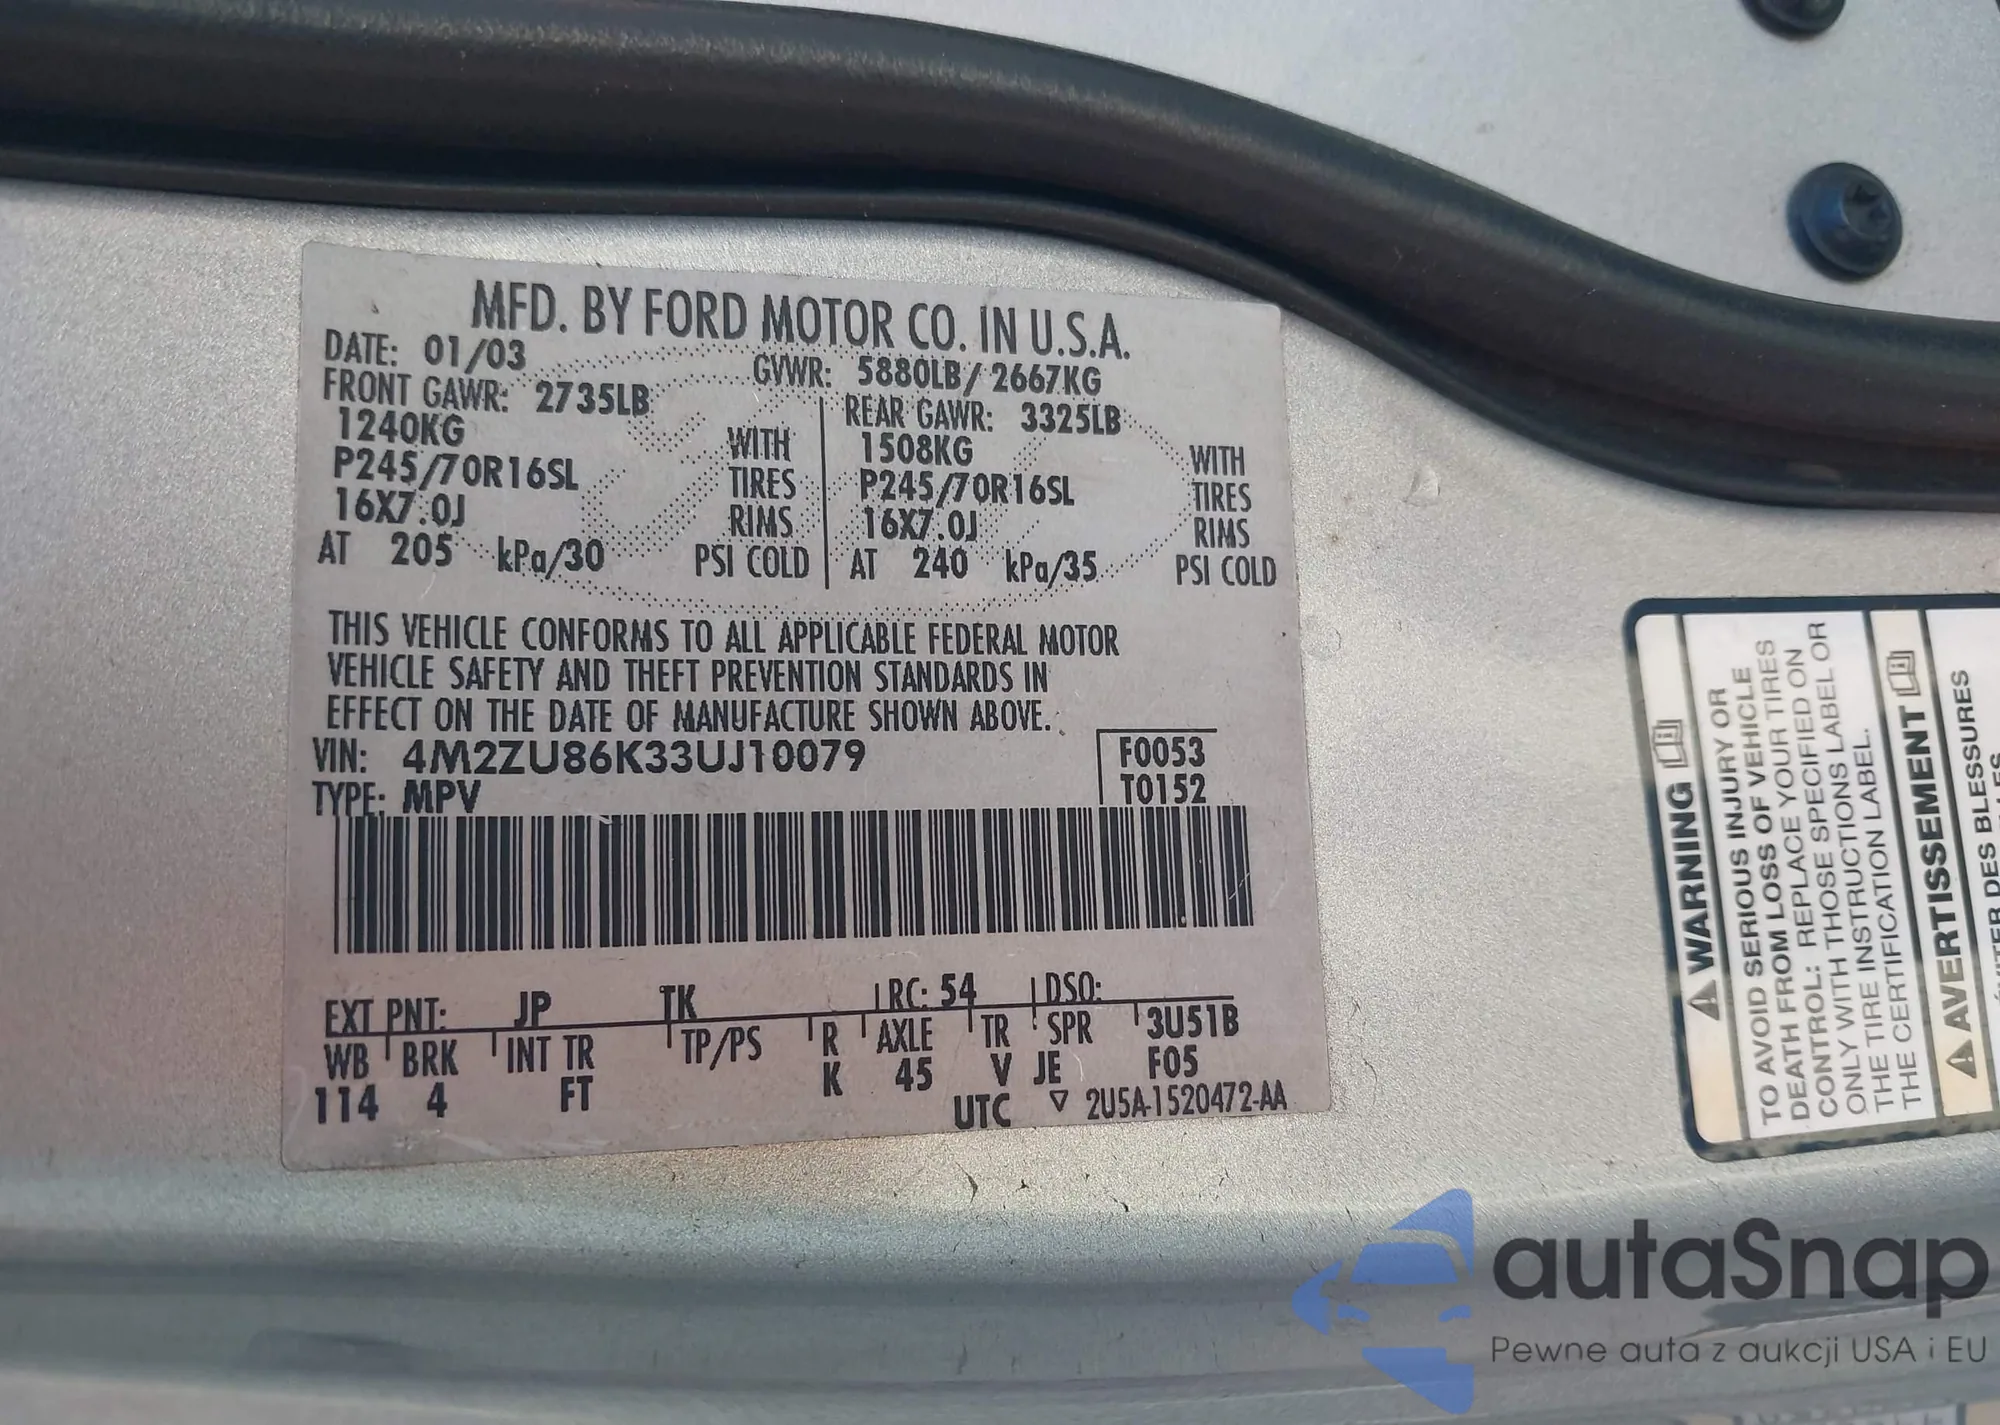 MFD. BY FORD MOTOR CO. IN U.S.A.
DATE: 01/03 GVWR: 5880LB/2667KG
FRONT GAWR: 2735LB REAR GAWR: 3325LB
1240KG WITH 1508KG WITH
P245/70R16SL TIRES P245/70R16SL TIRES
16X7.0J RIMS 16X7.0J RIMS
AT 205 kPa/30 PSI COLD AT 240 kPa/35 PSI COLD
THIS VEHICLE CONFORMS TO ALL APPLICABLE FEDERAL MOTOR
VEHICLE SAFETY AND THEFT PREVENTION STANDARDS IN
EFFECT ON THE DATE OF MANUFACTURE SHOWN ABOVE.
VIN: 4M2ZU86K33UJ10079 F0053
TYPE: MPV T0152
EXT PNT: JP TK RC: 54 DSO:
WB BRK INT TR TP/PS R AXLE TR SPR 3U51B
114 4 FT K 45 V JE F05
UTC ▽ 2U5A-1520472-AA
⚠ WARNING
TO AVOID SERIOUS INJURY OR
DEATH FROM LOSS OF VEHICLE
CONTROL: REPLACE YOUR TIRES
ONLY WITH THOSE SPECIFIED ON
THE TIRE INSTRUCTIONS LABEL OR
THE CERTIFICATION LABEL.
⚠ AVERTISSEMENT
DES BLESSURES
autaSnap
Pewne auta z aukcji USA i EU